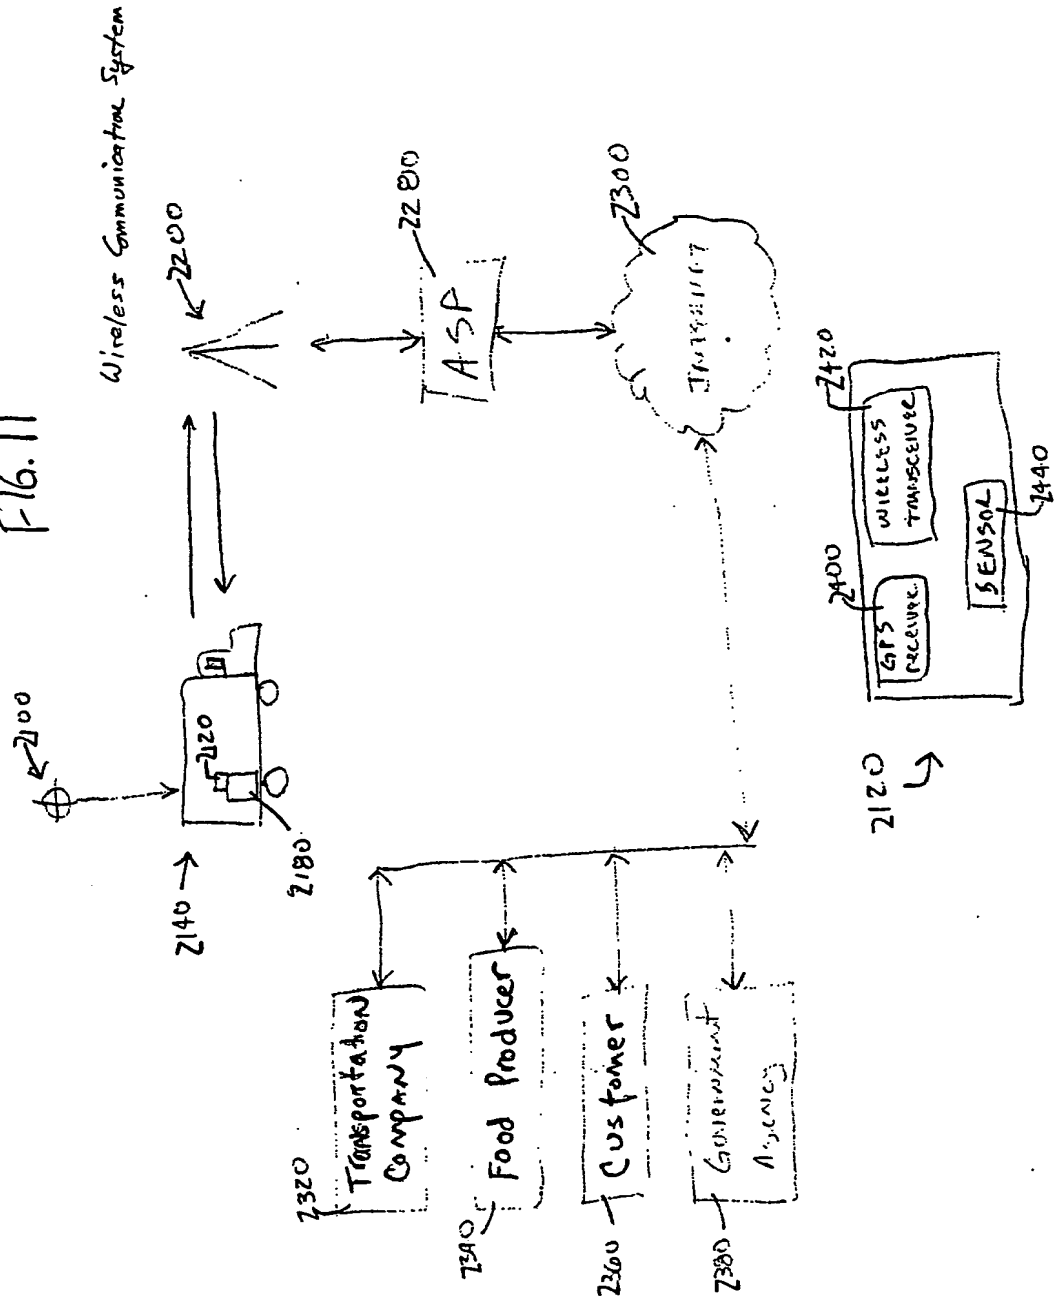 FIG. 11
2100
Wireless Communication System
2140
2120
2200
2180
2320
Transportation
Company
2280
ASP
2340
Food Producer
2360
Customer
2300
INTERNET
2380
Government
Agency
2400
2420
2120
GPS
receiver
WIRELESS
TRANSCEIVER
SENSOR
2440